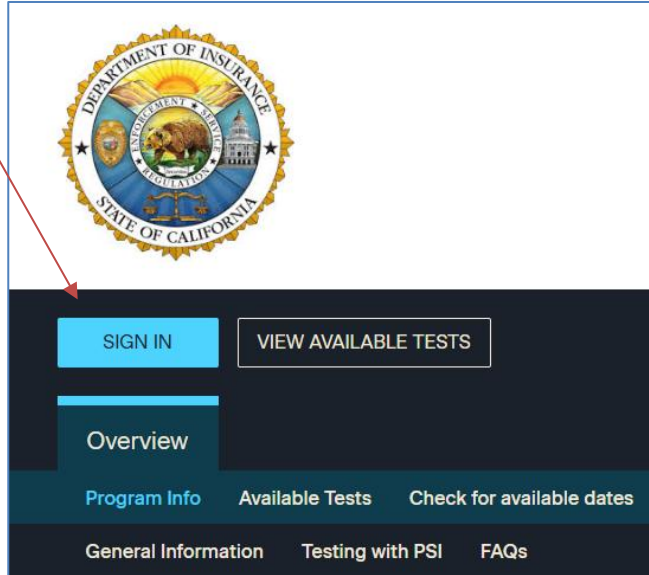 DEPARTMENT OF INSURANCE
ENFORCEMENT ★ SERVICE
REGULATION
STATE OF CALIFORNIA
SIGN IN
VIEW AVAILABLE TESTS
Overview
Program Info Available Tests Check for available dates
General Information Testing with PSI FAQs